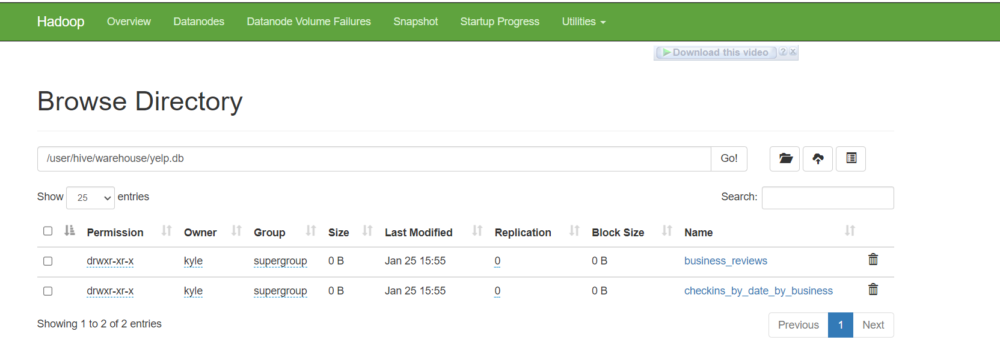 Hadoop Overview Datanodes Datanode Volume Failures Snapshot Startup Progress Utilities
Download this video ? x
Browse Directory
/user/hive/warehouse/yelp.db Go!
Show 25 entries Search:
Permission Owner Group Size Last Modified Replication Block Size Name
drwxr-xr-x kyle supergroup 0 B Jan 25 15:55 0 0 B business_reviews
drwxr-xr-x kyle supergroup 0 B Jan 25 15:55 0 0 B checkins_by_date_by_business
Showing 1 to 2 of 2 entries Previous 1 Next